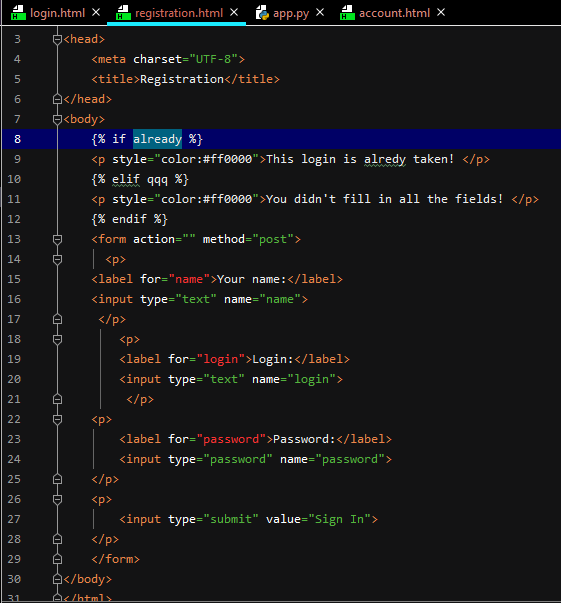 login.html registration.html app.py account.html
3 <head>
4 <meta charset="UTF-8">
5 <title>Registration</title>
6 </head>
7 <body>
8 {% if already %}
9 <p style="color:#ff0000">This login is alredy taken! </p>
10 {% elif qqq %}
11 <p style="color:#ff0000">You didn't fill in all the fields! </p>
12 {% endif %}
13 <form action="" method="post">
14 <p>
15 <label for="name">Your name:</label>
16 <input type="text" name="name">
17 </p>
18 <p>
19 <label for="login">Login:</label>
20 <input type="text" name="login">
21 </p>
22 <p>
23 <label for="password">Password:</label>
24 <input type="password" name="password">
25 </p>
26 <p>
27 <input type="submit" value="Sign In">
28 </p>
29 </form>
30 </body>
31 </html>